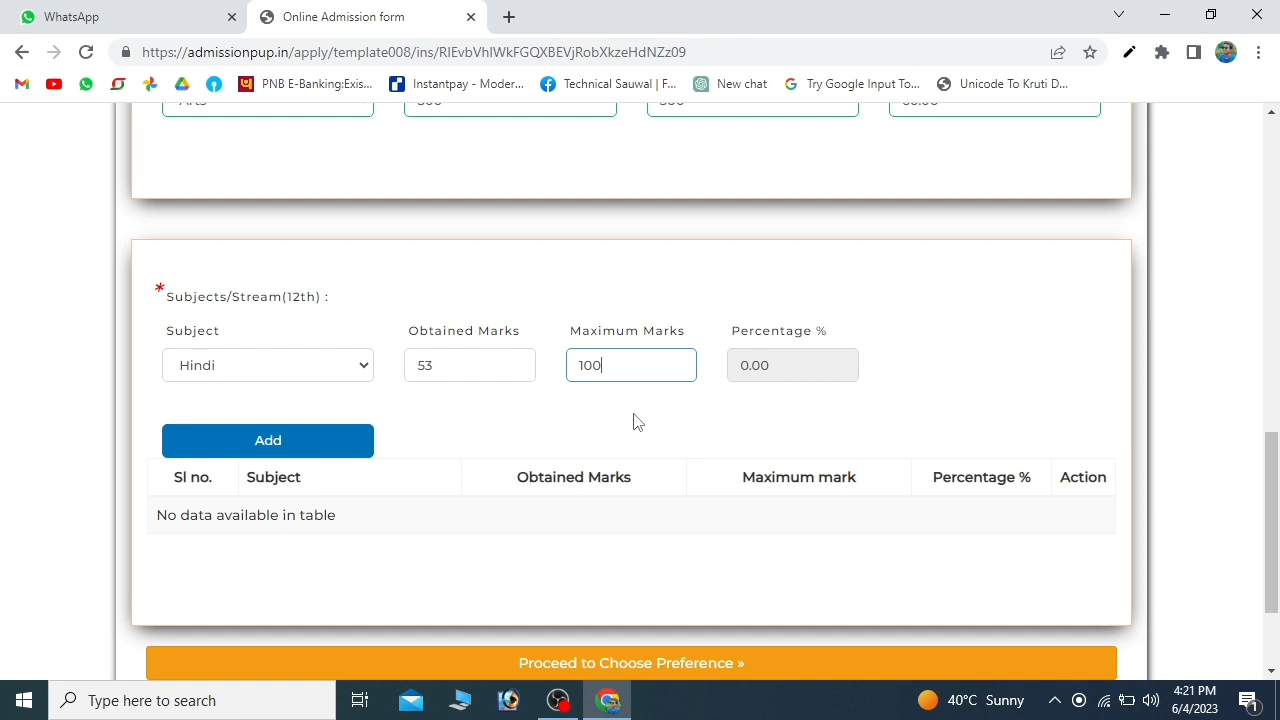 WhatsApp
Online Admission form
https://admissionpup.in/apply/template008/ins/RlEvbVhlWkFGQXBEVjRobXkzeHdNZz09
PNB E-Banking:Exis...
Instantpay - Moder...
Technical Sauwal | F...
New chat
Try Google Input To...
Unicode To Kruti D...
* Subjects/Stream(12th) :
Subject Obtained Marks Maximum Marks Percentage %
Hindi 53 100 0.00
Add
Sl no. Subject Obtained Marks Maximum mark Percentage % Action
No data available in table
Proceed to Choose Preference »
Type here to search
40°C Sunny
4:21 PM
6/4/2023
1